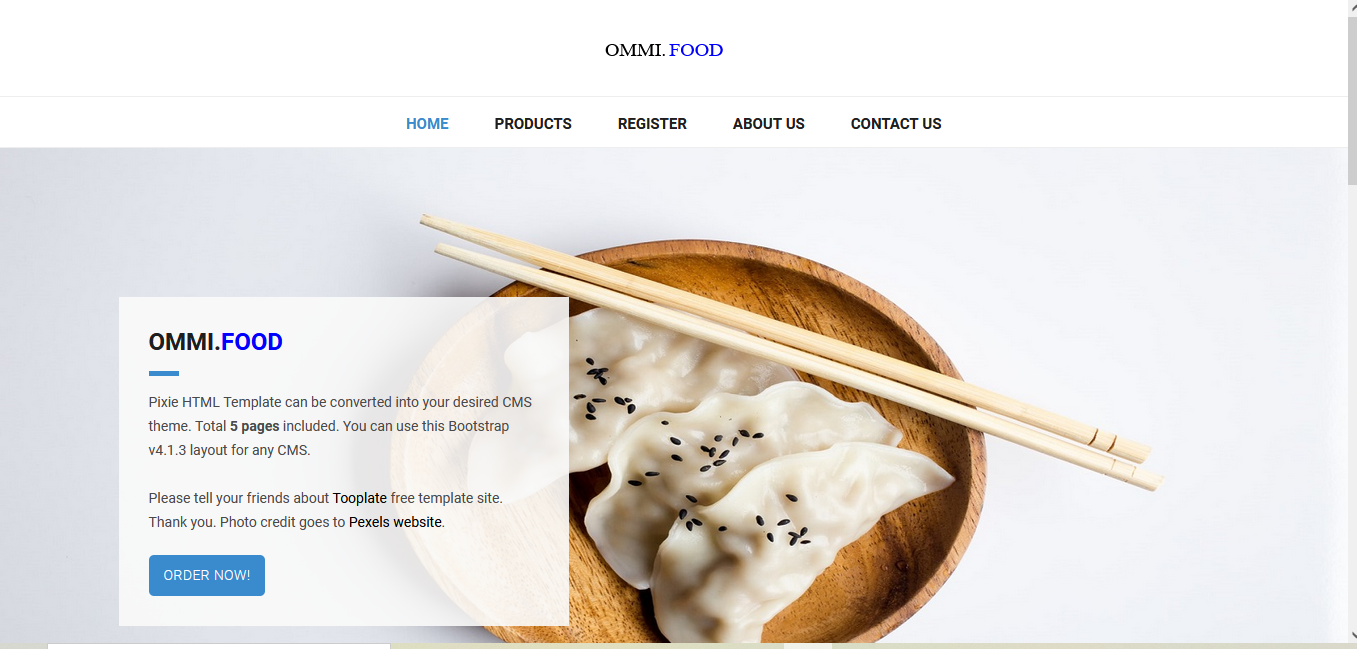 OMMI. FOOD
HOME PRODUCTS REGISTER ABOUT US CONTACT US
OMMI.FOOD
Pixie HTML Template can be converted into your desired CMS
theme. Total 5 pages included. You can use this Bootstrap
v4.1.3 layout for any CMS.
Please tell your friends about Tooplate free template site.
Thank you. Photo credit goes to Pexels website.
ORDER NOW!